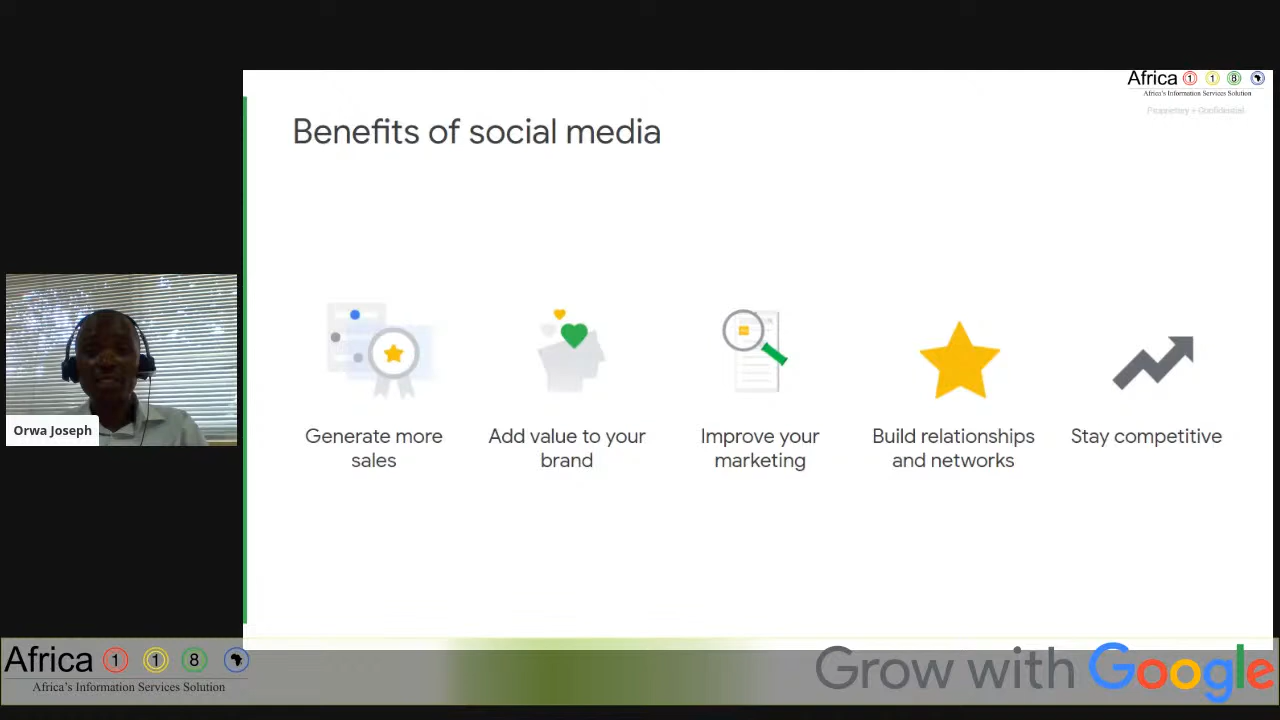 Africa 1 1 8
Africa's Information Services Solution
Proprietary + Confidential
Benefits of social media
Generate more
sales
Add value to your
brand
Improve your
marketing
Build relationships
and networks
Stay competitive
Orwa Joseph
Africa 1 1 8
Africa's Information Services Solution
Grow with Google